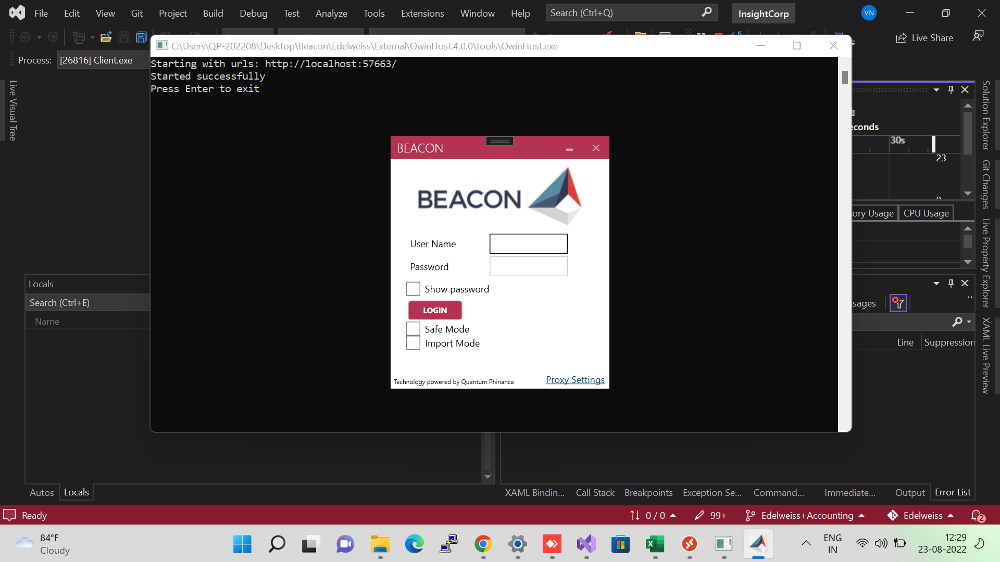 File Edit View Git Project Build Debug Test Analyze Tools Extensions Window Help Search (Ctrl+Q) InsightCorp VN
Live Share
Process: [26816] Client.exe
C:\Users\QP-202208\Desktop\Beacon\Edelweiss\External\OwinHost.4.0.0\tools\OwinHost.exe
Starting with urls: http://localhost:57663/
Started successfully
Press Enter to exit
Live Visual Tree
BEACON
BEACON
User Name
Password
Show password
LOGIN
Safe Mode
Import Mode
Technology powered by Quantum Phinance
Proxy Settings
econds
30s
23
ory Usage CPU Usage
Solution Explorer
Git Changes
Live Property Explorer
XAML Live Preview
Locals
Search (Ctrl+E)
Name
ssages
Line Suppression
Autos Locals
XAML Bindin... Call Stack Breakpoints Exception Se... Command... Immediate... Output Error List
Ready
0 / 0 99+ Edelweiss+Accounting Edelweiss 2
84°F
Cloudy
ENG
IN
12:29
23-08-2022